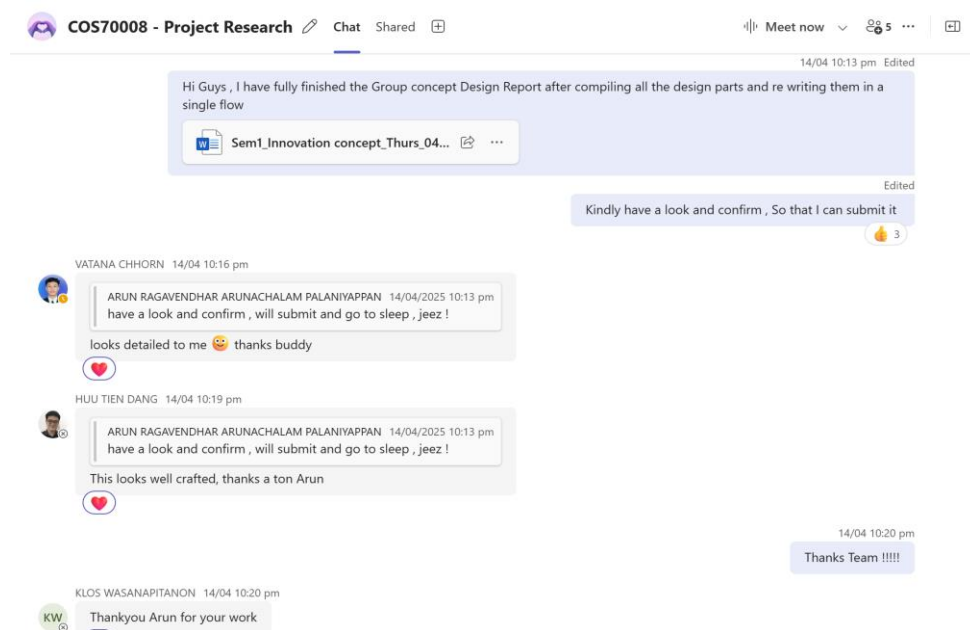 COS70008 - Project Research Chat Shared Meet now 5
14/04 10:13 pm Edited
Hi Guys , I have fully finished the Group concept Design Report after compiling all the design parts and re writing them in a
single flow
Sem1_Innovation concept_Thurs_04...
Edited
Kindly have a look and confirm , So that I can submit it
3
VATANA CHHORN 14/04 10:16 pm
ARUN RAGAVENDHAR ARUNACHALAM PALANIYAPPAN 14/04/2025 10:13 pm
have a look and confirm , will submit and go to sleep , jeez !
looks detailed to me thanks buddy
HUU TIEN DANG 14/04 10:19 pm
ARUN RAGAVENDHAR ARUNACHALAM PALANIYAPPAN 14/04/2025 10:13 pm
have a look and confirm , will submit and go to sleep , jeez !
This looks well crafted, thanks a ton Arun
14/04 10:20 pm
Thanks Team !!!!!
KLOS WASANAPITANON 14/04 10:20 pm
KW Thankyou Arun for your work